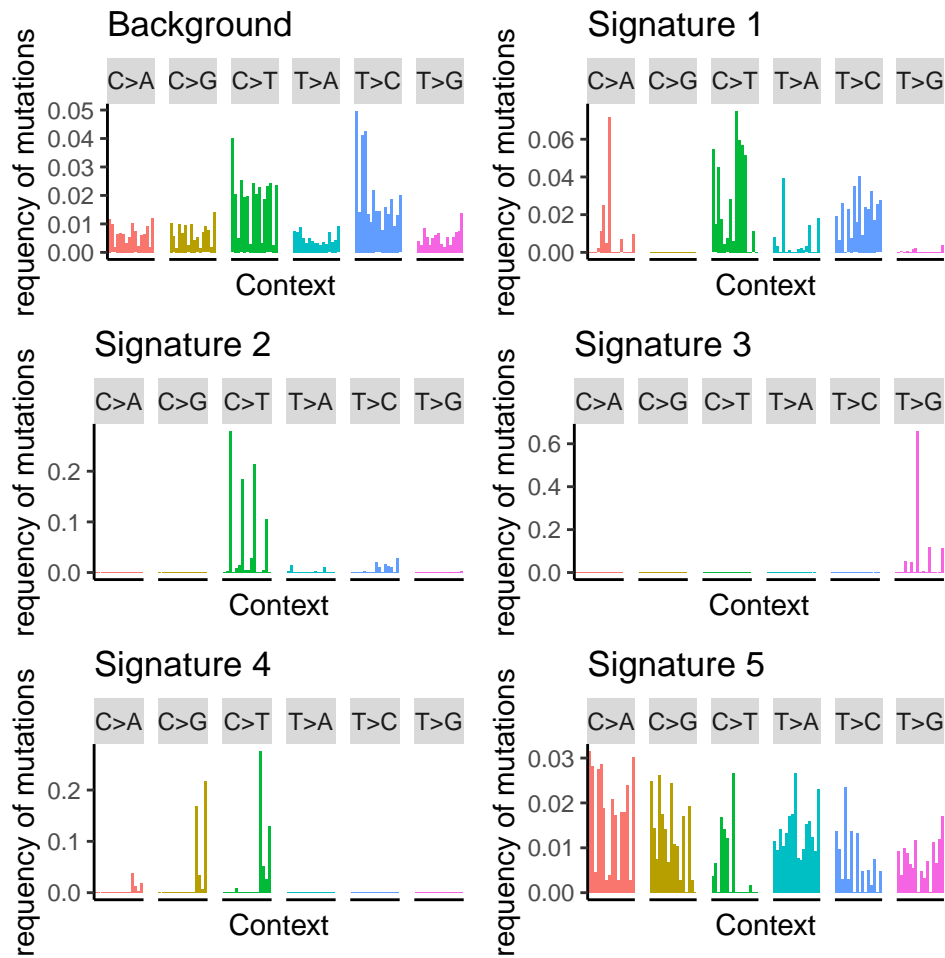 Background
C>A C>G C>T T>A T>C T>G
0.05
0.04
0.03
0.02
0.01
0.00
requency of mutations
Context
Signature 1
C>A C>G C>T T>A T>C T>G
0.06
0.04
0.02
0.00
requency of mutations
Context
Signature 2
C>A C>G C>T T>A T>C T>G
0.2
0.1
0.0
requency of mutations
Context
Signature 3
C>A C>G C>T T>A T>C T>G
0.6
0.4
0.2
0.0
requency of mutations
Context
Signature 4
C>A C>G C>T T>A T>C T>G
0.2
0.1
0.0
requency of mutations
Context
Signature 5
C>A C>G C>T T>A T>C T>G
0.03
0.02
0.01
0.00
requency of mutations
Context